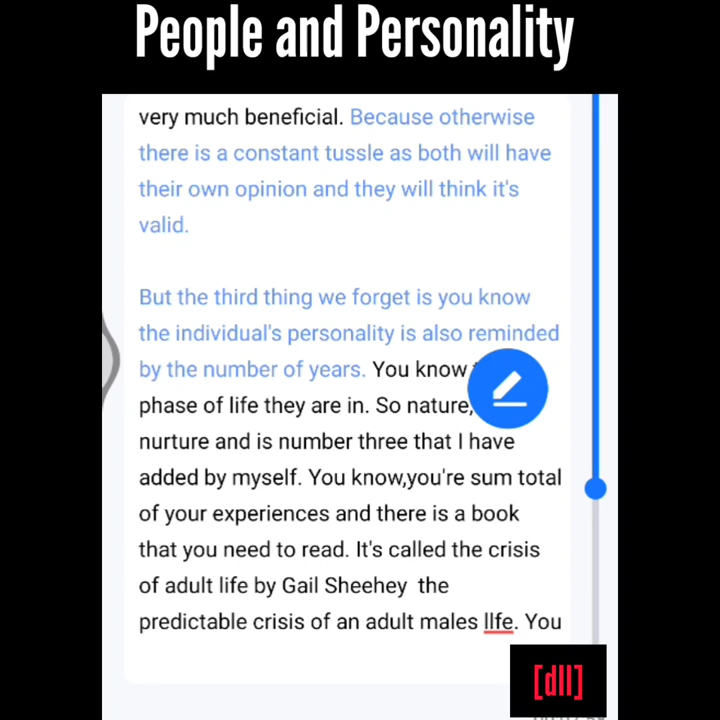 People and Personality
very much beneficial. Because otherwise
there is a constant tussle as both will have
their own opinion and they will think it's
valid.
But the third thing we forget is you know
the individual's personality is also reminded
by the number of years. You know
phase of life they are in. So nature,
nurture and is number three that I have
added by myself. You know,you're sum total
of your experiences and there is a book
that you need to read. It's called the crisis
of adult life by Gail Sheehey the
predictable crisis of an adult males llfe. You
[dll]